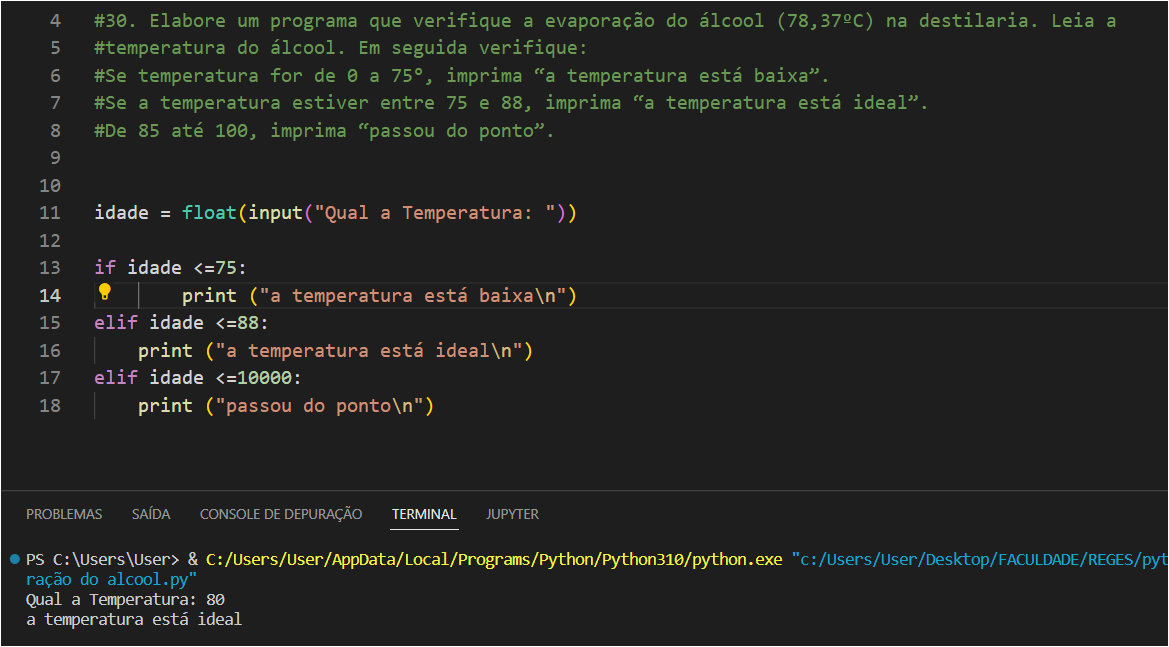 4 #30. Elabore um programa que verifique a evaporação do álcool (78,37ºC) na destilaria. Leia a
5 #temperatura do álcool. Em seguida verifique:
6 #Se temperatura for de 0 a 75°, imprima “a temperatura está baixa”.
7 #Se a temperatura estiver entre 75 e 88, imprima “a temperatura está ideal”.
8 #De 85 até 100, imprima “passou do ponto”.
9
10
11 idade = float(input("Qual a Temperatura: "))
12
13 if idade <=75:
14 print ("a temperatura está baixa\n")
15 elif idade <=88:
16 print ("a temperatura está ideal\n")
17 elif idade <=10000:
18 print ("passou do ponto\n")
PROBLEMAS SAÍDA CONSOLE DE DEPURAÇÃO TERMINAL JUPYTER
PS C:\Users\User> & C:/Users/User/AppData/Local/Programs/Python/Python310/python.exe "c:/Users/User/Desktop/FACULDADE/REGES/pyt
ração do alcool.py"
Qual a Temperatura: 80
a temperatura está ideal